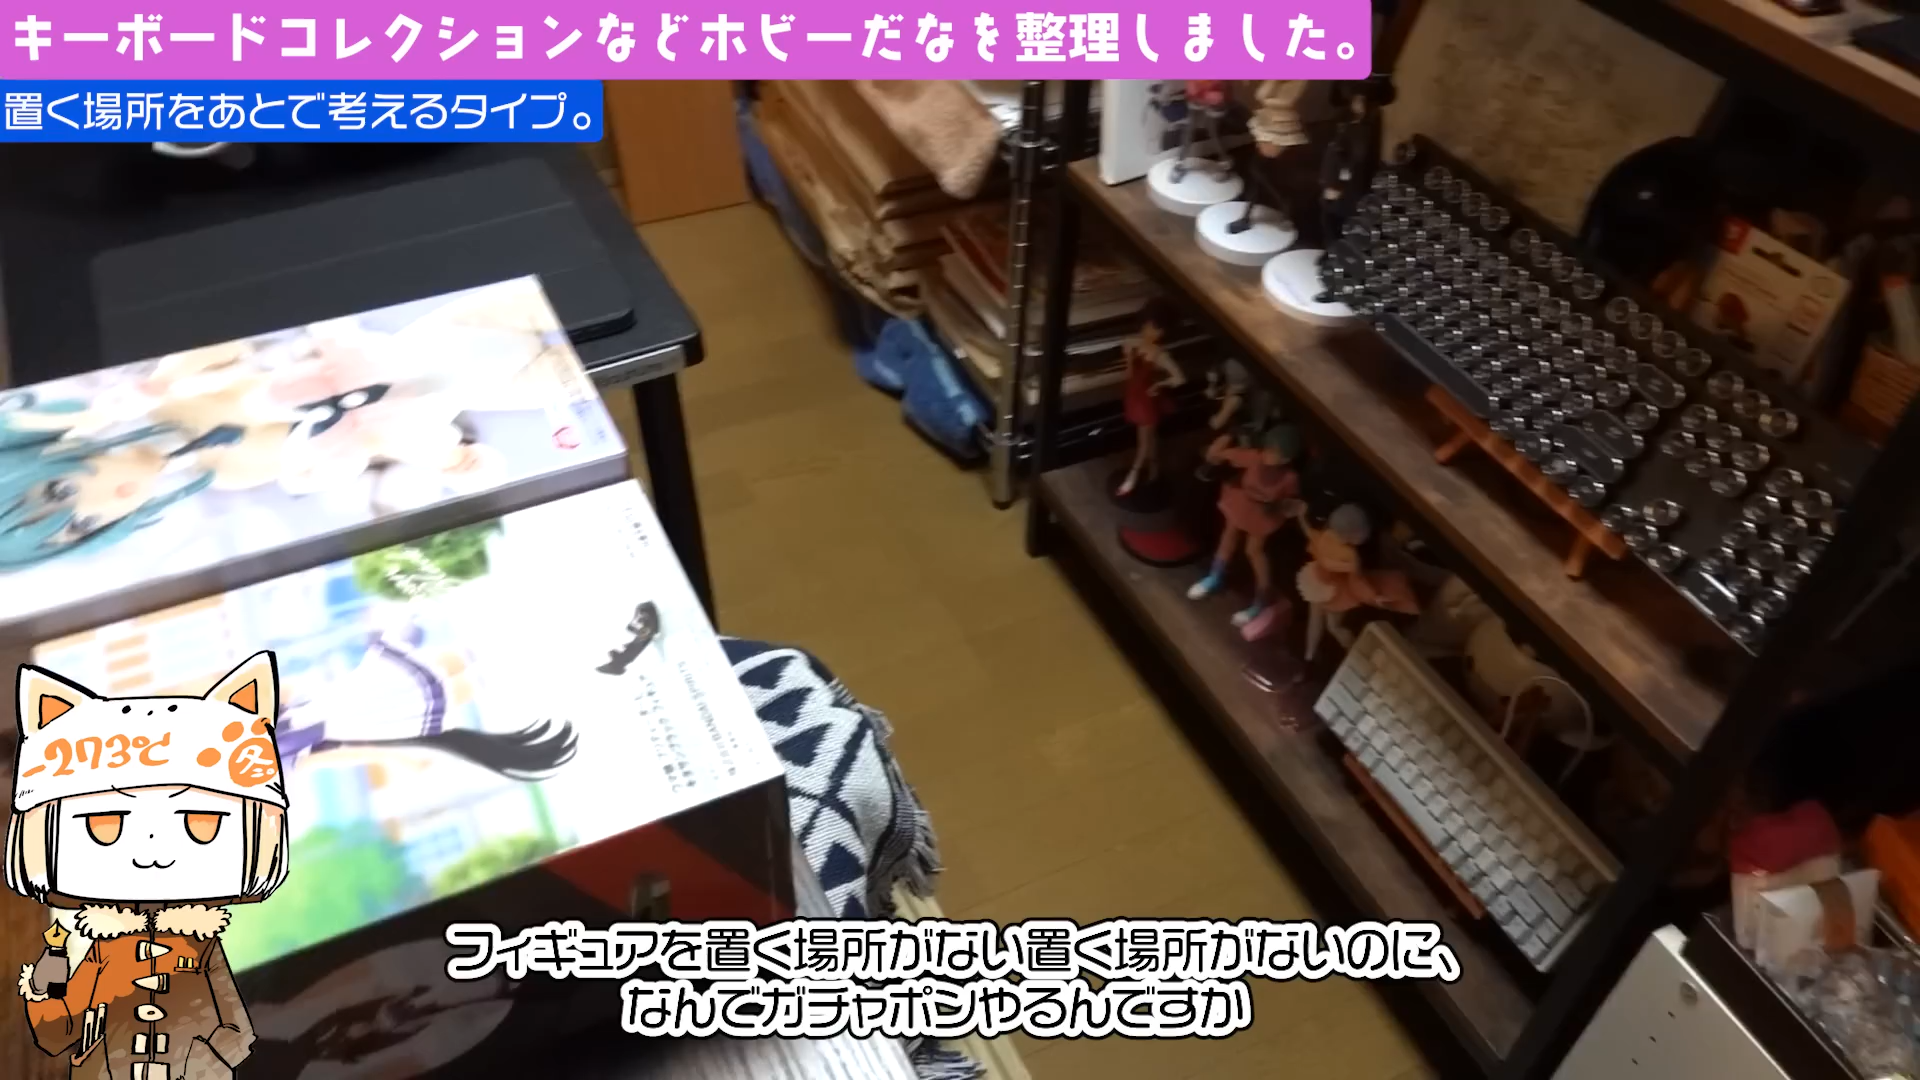 キーボードコレクションなどホビーだなを整理しました。
置く場所をあとで考えるタイプ。
-273℃
冬
フィギュアを置く場所がない置く場所がないのに、
なんでガチャポンやるんですか